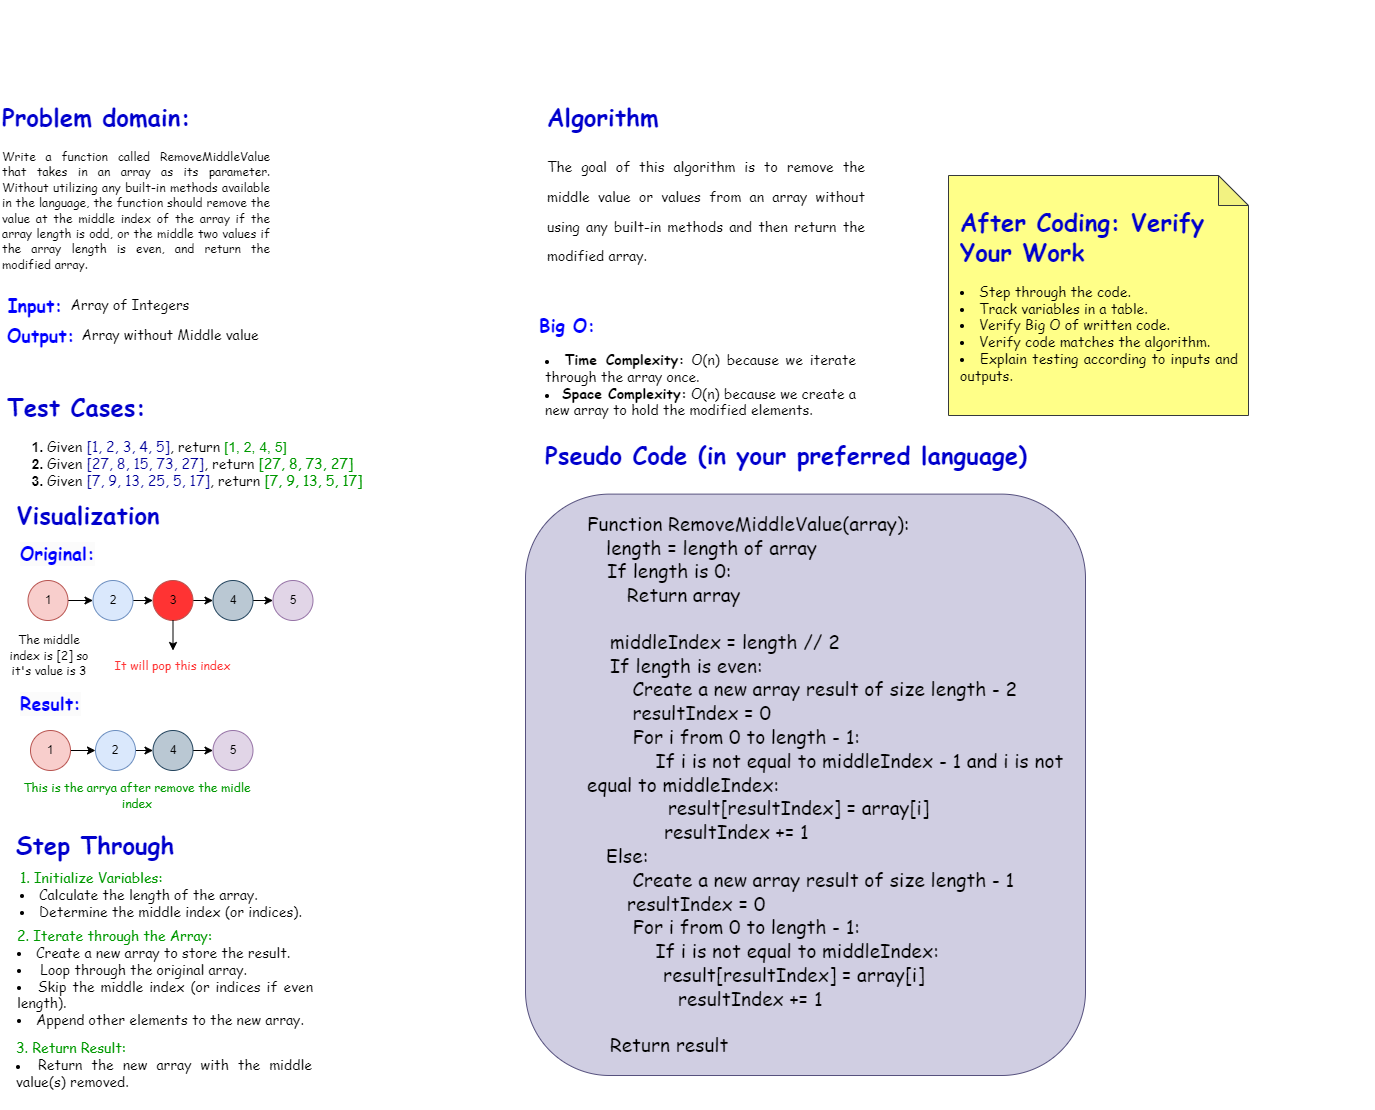 Problem domain:
Write a function called RemoveMiddleValue
that takes in an array as its parameter.
Without utilizing any built-in methods available
in the language, the function should remove the
value at the middle index of the array if the
array length is odd, or the middle two values if
the array length is even, and return the
modified array.
Input: Array of Integers
Output: Array without Middle value
Test Cases:
1. Given [1, 2, 3, 4, 5], return [1, 2, 4, 5]
2. Given [27, 8, 15, 73, 27], return [27, 8, 73, 27]
3. Given [7, 9, 13, 25, 5, 17], return [7, 9, 13, 5, 17]
Visualization
Original:
1 2 3 4 5
The middle
index is [2] so
it's value is 3
It will pop this index
Result:
1 2 4 5
This is the arrya after remove the midle
index
Step Through
1. Initialize Variables:
• Calculate the length of the array.
• Determine the middle index (or indices).
2. Iterate through the Array:
• Create a new array to store the result.
• Loop through the original array.
• Skip the middle index (or indices if even
length).
• Append other elements to the new array.
3. Return Result:
• Return the new array with the middle
value(s) removed.
Algorithm
The goal of this algorithm is to remove the
middle value or values from an array without
using any built-in methods and then return the
modified array.
Big O:
• Time Complexity: O(n) because we iterate
through the array once.
• Space Complexity: O(n) because we create a
new array to hold the modified elements.
After Coding: Verify
Your Work
• Step through the code.
• Track variables in a table.
• Verify Big O of written code.
• Verify code matches the algorithm.
• Explain testing according to inputs and
outputs.
Pseudo Code (in your preferred language)
Function RemoveMiddleValue(array):
length = length of array
If length is 0:
Return array
middleIndex = length // 2
If length is even:
Create a new array result of size length - 2
resultIndex = 0
For i from 0 to length - 1:
If i is not equal to middleIndex - 1 and i is not
equal to middleIndex:
result[resultIndex] = array[i]
resultIndex += 1
Else:
Create a new array result of size length - 1
resultIndex = 0
For i from 0 to length - 1:
If i is not equal to middleIndex:
result[resultIndex] = array[i]
resultIndex += 1
Return result